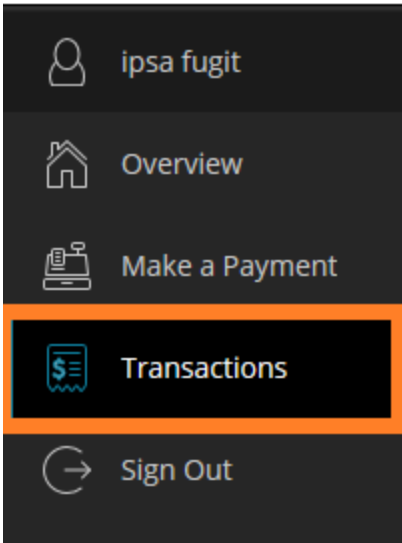 ipsa fugit
Overview
Make a Payment
$
Transactions
Sign Out